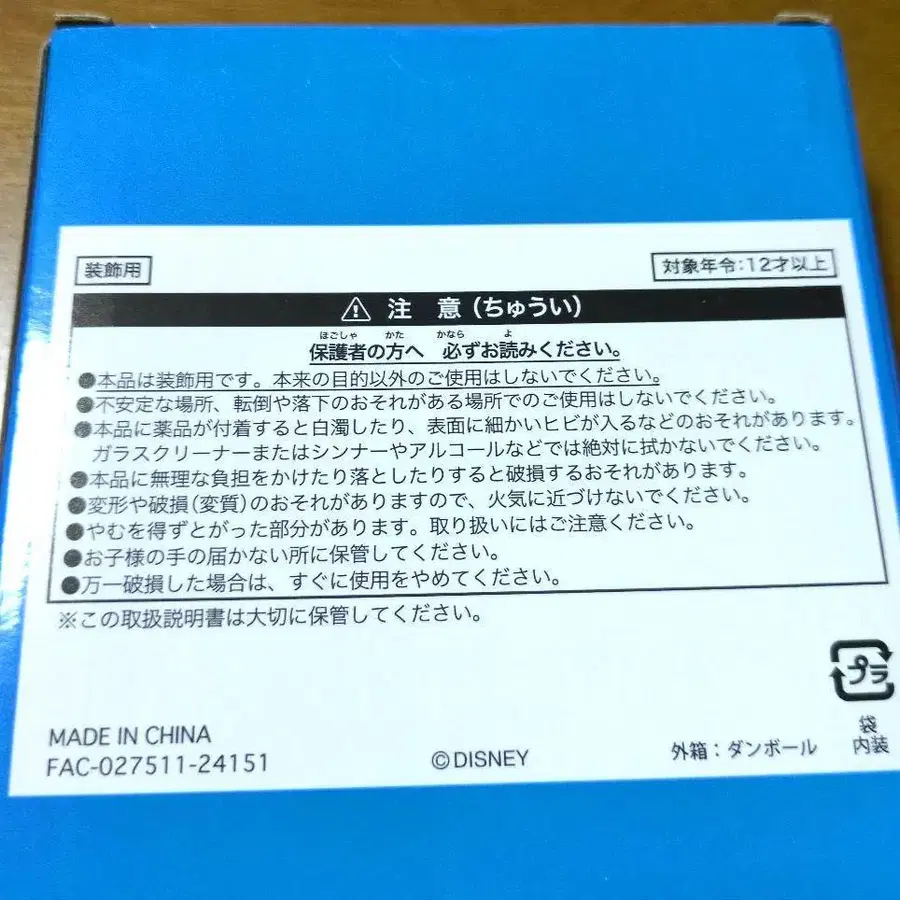 装飾用
対象年令:12才以上
注 意(ちゅうい)
ほごしゃ かた かなら よ
保護者の方へ 必ずお読みください。
●本品は装飾用です。本来の目的以外のご使用はしないでください。
●不安定な場所、転倒や落下のおそれがある場所でのご使用はしないでください。
●本品に薬品が付着すると白濁したり、表面に細かいヒビが入るなどのおそれがあります。
ガラスクリーナーまたはシンナーやアルコールなどでは絶対に拭かないでください。
●本品に無理な負担をかけたり落としたりすると破損するおそれがあります。
●変形や破損(変質)のおそれがありますので、火気に近づけないでください。
●やむを得ずとがった部分があります。取り扱いにはご注意ください。
●お子様の手の届かない所に保管してください。
●万一破損した場合は、すぐに使用をやめてください。
※この取扱説明書は大切に保管してください。
プラ
袋
内装
外箱:ダンボール
MADE IN CHINA
FAC-027511-24151
©DISNEY